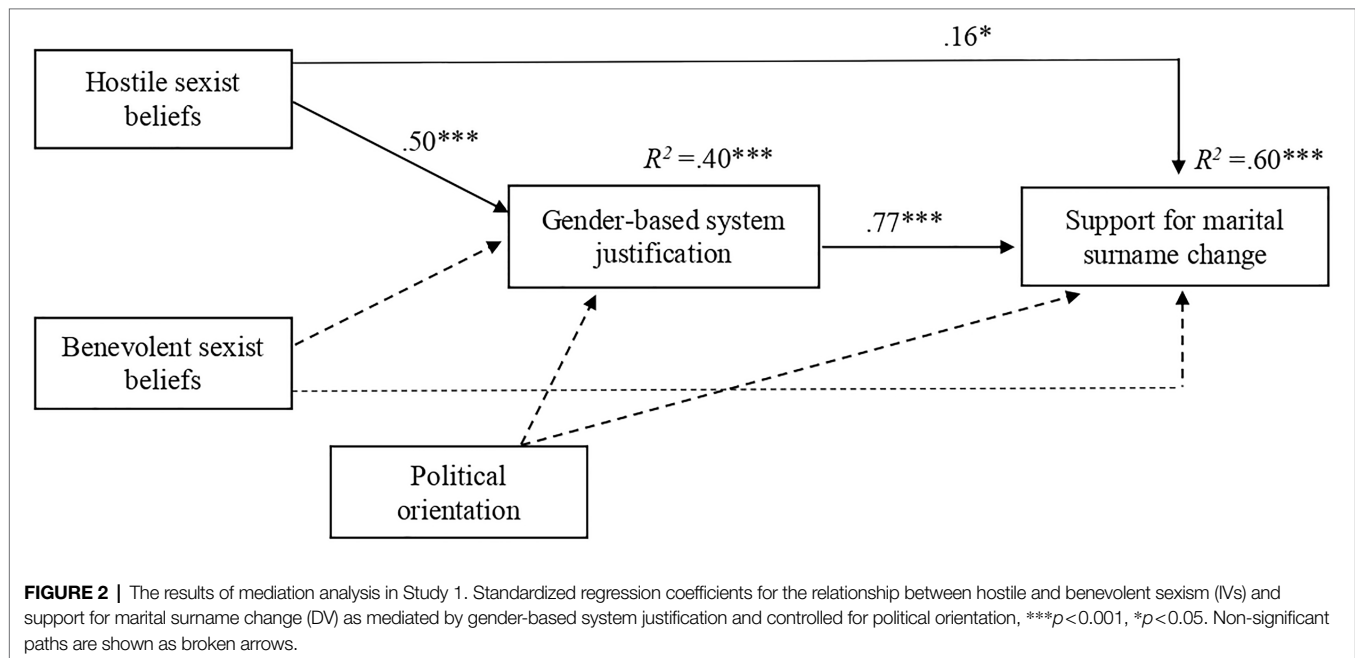 .16*
Hostile sexist
beliefs
.50***
R² =.40***
R² =.60***
Gender-based system
justification
.77***
Support for marital
surname change
Benevolent sexist
beliefs
Political
orientation
FIGURE 2 | The results of mediation analysis in Study 1. Standardized regression coefficients for the relationship between hostile and benevolent sexism (IVs) and
support for marital surname change (DV) as mediated by gender-based system justification and controlled for political orientation, ***p<0.001, *p<0.05. Non-significant
paths are shown as broken arrows.